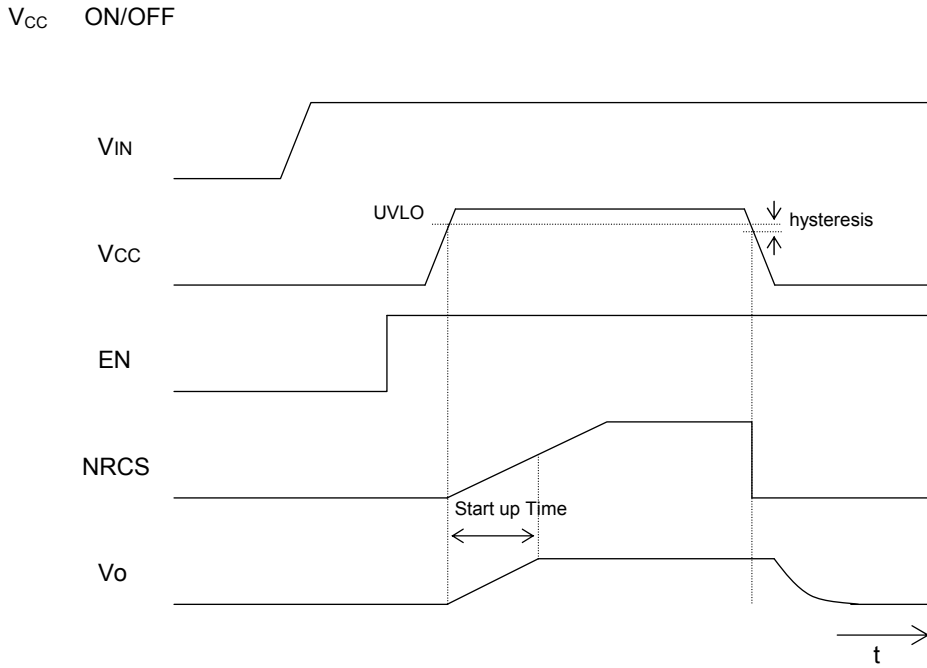 VCC ON/OFF
VIN
UVLO
hysteresis
VCC
EN
NRCS
Start up Time
Vo
t